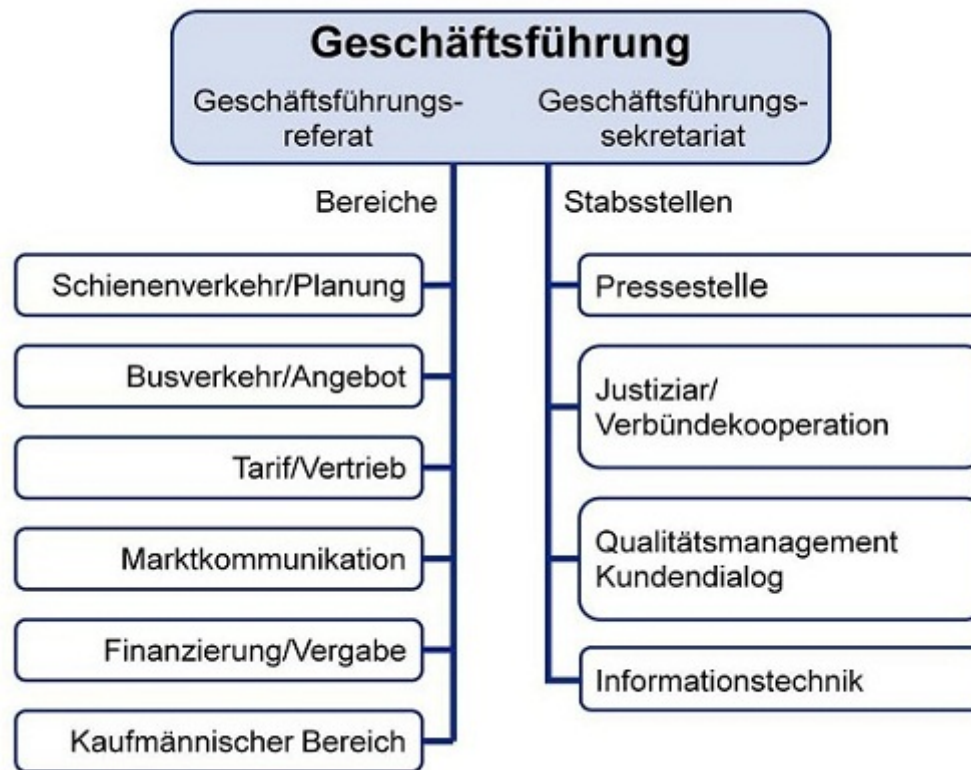 Geschäftsführung
Geschäftsführungs-
referat
Geschäftsführungs-
sekretariat
Bereiche
Schienenverkehr/Planung
Busverkehr/Angebot
Tarif/Vertrieb
Marktkommunikation
Finanzierung/Vergabe
Kaufmännischer Bereich
Stabsstellen
Pressestelle
Justiziar/
Verbündekooperation
Qualitätsmanagement
Kundendialog
Informationstechnik